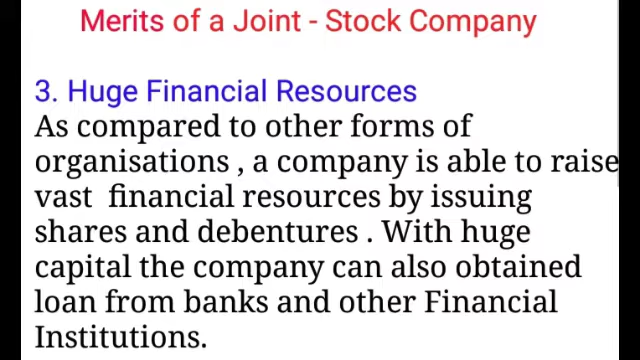 Merits of a Joint - Stock Company
3. Huge Financial Resources
As compared to other forms of
organisations , a company is able to raise
vast financial resources by issuing
shares and debentures . With huge
capital the company can also obtained
loan from banks and other Financial
Institutions.